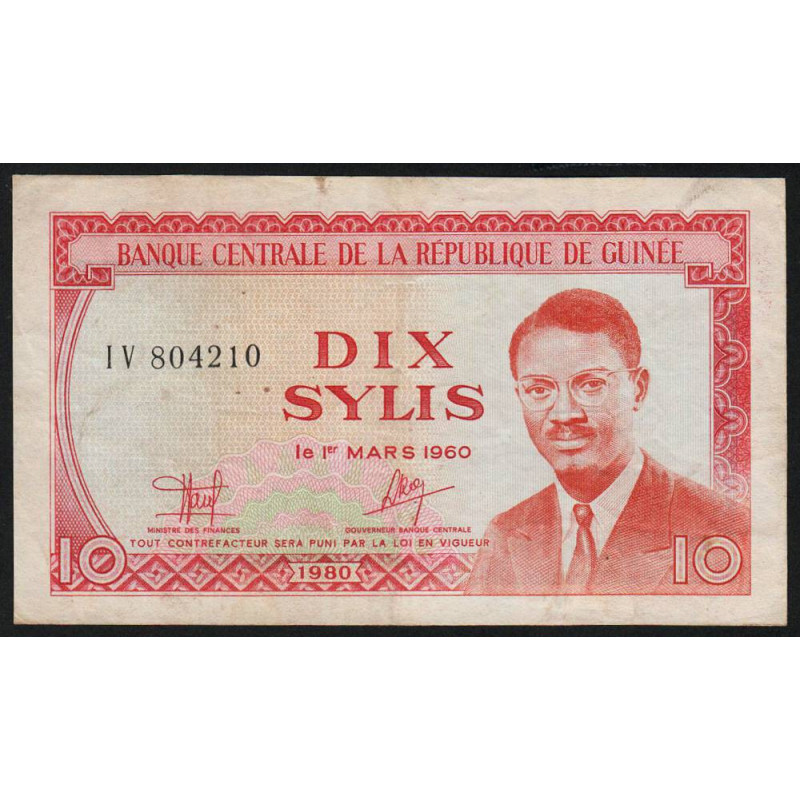 BANQUE CENTRALE DE LA RÉPUBLIQUE DE GUINÉE
IV 804210
DIX
SYLIS
le 1er MARS 1960
MINISTRE DES FINANCES
GOUVERNEUR BANQUE CENTRALE
TOUT CONTREFACTEUR SERA PUNI PAR LA LOI EN VIGUEUR
10
1980
10